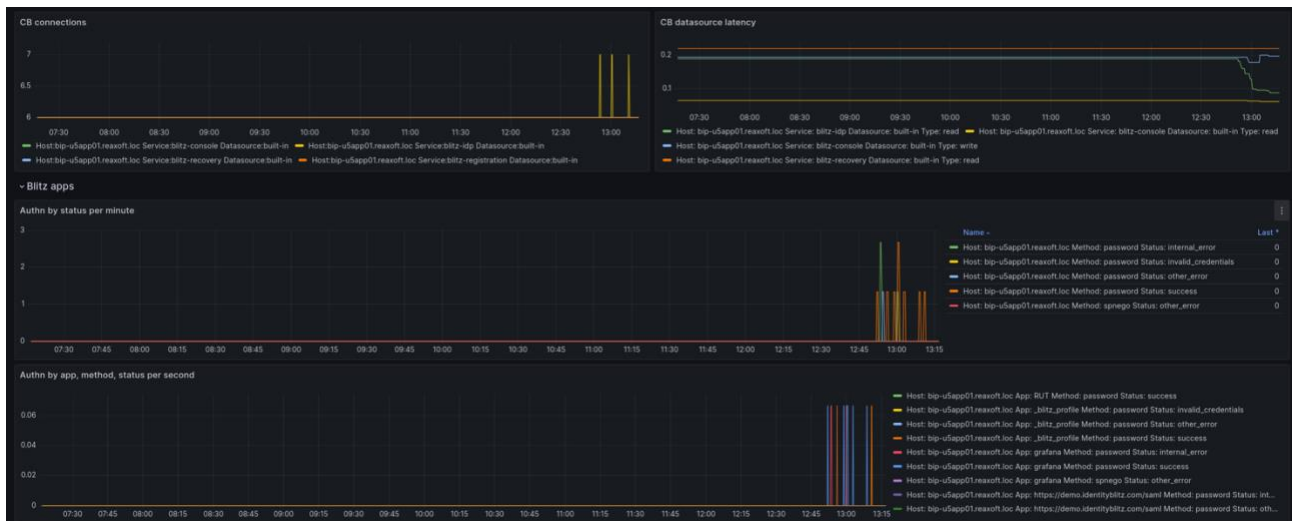 CB connections
7
6.5
6
07:30 08:00 08:30 09:00 09:30 10:00 10:30 11:00 11:30 12:00 12:30 13:00
Host:bip-u5app01.reaxoft.loc Service:blitz-console Datasource:built-in Host:bip-u5app01.reaxoft.loc Service:blitz-idp Datasource:built-in
Host:bip-u5app01.reaxoft.loc Service:blitz-recovery Datasource:built-in Host:bip-u5app01.reaxoft.loc Service:blitz-registration Datasource:built-in
CB datasource latency
0.2
0.1
07:30 08:00 08:30 09:00 09:30 10:00 10:30 11:00 11:30 12:00 12:30 13:00
Host: bip-u5app01.reaxoft.loc Service: blitz-idp Datasource: built-in Type: read Host: bip-u5app01.reaxoft.loc Service: blitz-console Datasource: built-in Type: read
Host: bip-u5app01.reaxoft.loc Service: blitz-console Datasource: built-in Type: write
Host: bip-u5app01.reaxoft.loc Service: blitz-recovery Datasource: built-in Type: read
Blitz apps
Authn by status per minute
3
2
1
0
07:30 07:45 08:00 08:15 08:30 08:45 09:00 09:15 09:30 09:45 10:00 10:15 10:30 10:45 11:00 11:15 11:30 11:45 12:00 12:15 12:30 12:45 13:00 13:15
Name Last *
Host: bip-u5app01.reaxoft.loc Method: password Status: internal_error 0
Host: bip-u5app01.reaxoft.loc Method: password Status: invalid_credentials 0
Host: bip-u5app01.reaxoft.loc Method: password Status: other_error 0
Host: bip-u5app01.reaxoft.loc Method: password Status: success 0
Host: bip-u5app01.reaxoft.loc Method: spnego Status: other_error 0
Authn by app, method, status per second
0.06
0.04
0.02
0
07:30 07:45 08:00 08:15 08:30 08:45 09:00 09:15 09:30 09:45 10:00 10:15 10:30 10:45 11:00 11:15 11:30 11:45 12:00 12:15 12:30 12:45 13:00 13:15
Host: bip-u5app01.reaxoft.loc App: RUT Method: password Status: success
Host: bip-u5app01.reaxoft.loc App: _blitz_profile Method: password Status: invalid_credentials
Host: bip-u5app01.reaxoft.loc App: _blitz_profile Method: password Status: other_error
Host: bip-u5app01.reaxoft.loc App: _blitz_profile Method: password Status: success
Host: bip-u5app01.reaxoft.loc App: grafana Method: password Status: internal_error
Host: bip-u5app01.reaxoft.loc App: grafana Method: password Status: success
Host: bip-u5app01.reaxoft.loc App: grafana Method: spnego Status: other_error
Host: bip-u5app01.reaxoft.loc App: https://demo.identityblitz.com/saml Method: password Status: int...
Host: bip-u5app01.reaxoft.loc App: https://demo.identityblitz.com/saml Method: password Status: oth...